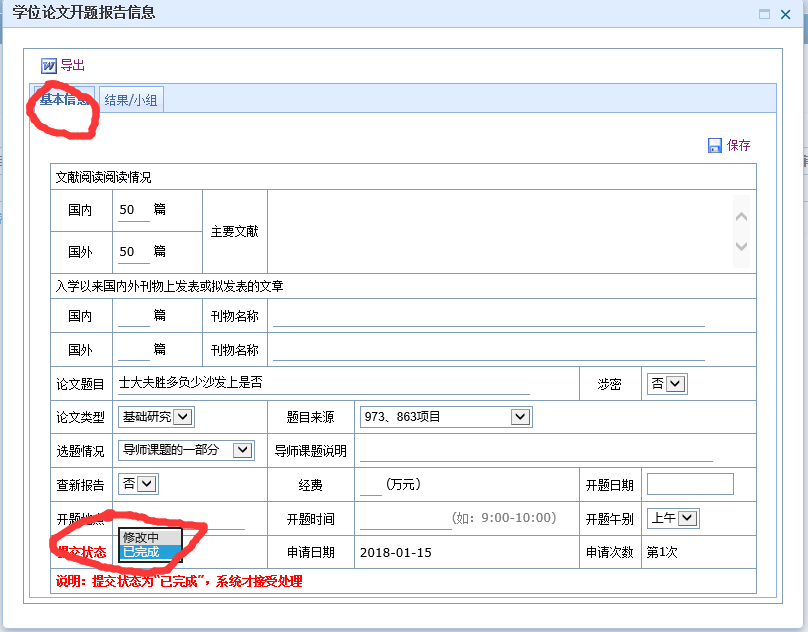 学位论文开题报告信息
导出
基本信息 结果/小组
保存
文献阅读阅读情况
国内 50 篇 主要文献
国外 50 篇
入学以来国内外刊物上发表或拟发表的文章
国内 篇 刊物名称
国外 篇 刊物名称
论文题目 士大夫胜多负少沙发上是否 涉密 否
论文类型 基础研究 题目来源 973、863项目
选题情况 导师课题的一部分 导师课题说明
查新报告 否 经费 (万元) 开题日期
开题地点 开题时间 (如: 9:00-10:00) 开题午别 上午
修改中
提交状态 已完成 申请日期 2018-01-15 申请次数 第1次
说明：提交状态为“已完成”，系统才接受处理